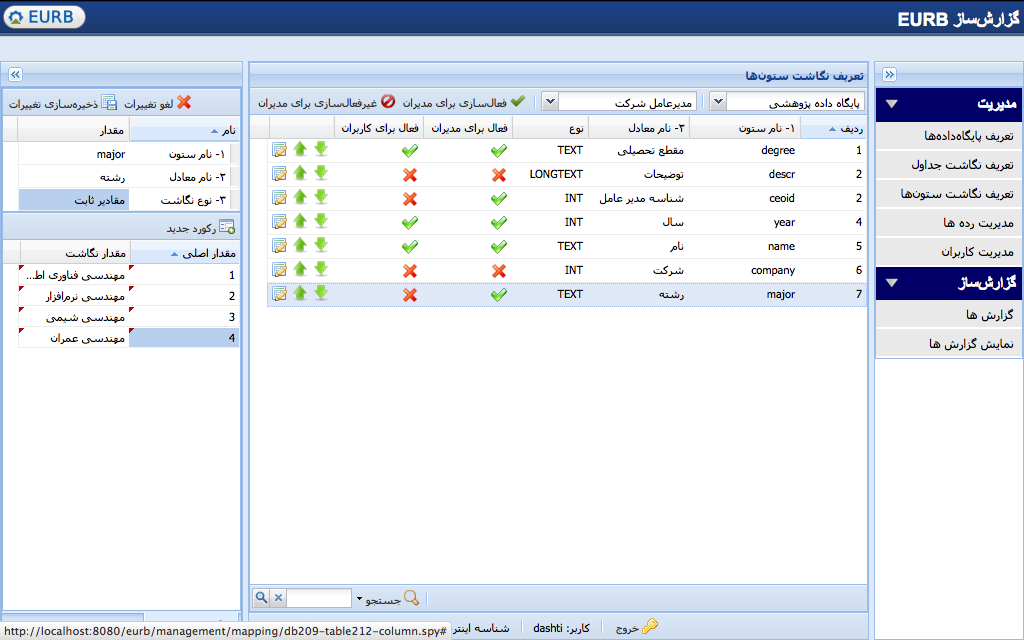 گزارش‌ساز EURB
EURB
مدیریت
تعریف پایگاه‌داده‌ها
تعریف نگاشت جداول
تعریف نگاشت ستون‌ها
مدیریت رده ها
مدیریت کاربران
گزارش‌ساز
گزارش ها
نمایش گزارش ها
تعریف نگاشت ستون‌ها
پایگاه داده پژوهشی مدیرعامل شرکت فعال‌سازی برای مدیران غیرفعال‌سازی برای مدیران
ردیف ۱- نام ستون ۲- نام معادل نوع فعال برای مدیران فعال برای کاربران
1 degree مقطع تحصیلی TEXT
2 descr توضیحات LONGTEXT
2 ceoid شناسه مدیر عامل INT
4 year سال INT
5 name نام TEXT
6 company شرکت INT
7 major رشته TEXT
جستجو
خروج کاربر: dashti شناسه اینتر
لغو تغییرات ذخیره‌سازی تغییرات
نام مقدار
۱- نام ستون major
۲- نام معادل رشته
۳- نوع نگاشت مقادیر ثابت
رکورد جدید
مقدار اصلی مقدار نگاشت
1 مهندسی فناوری اط...
2 مهندسی نرم‌افزار
3 مهندسی شیمی
4 مهندسی عمران
http://localhost:8080/eurb/management/mapping/db209-table212-column.spy#